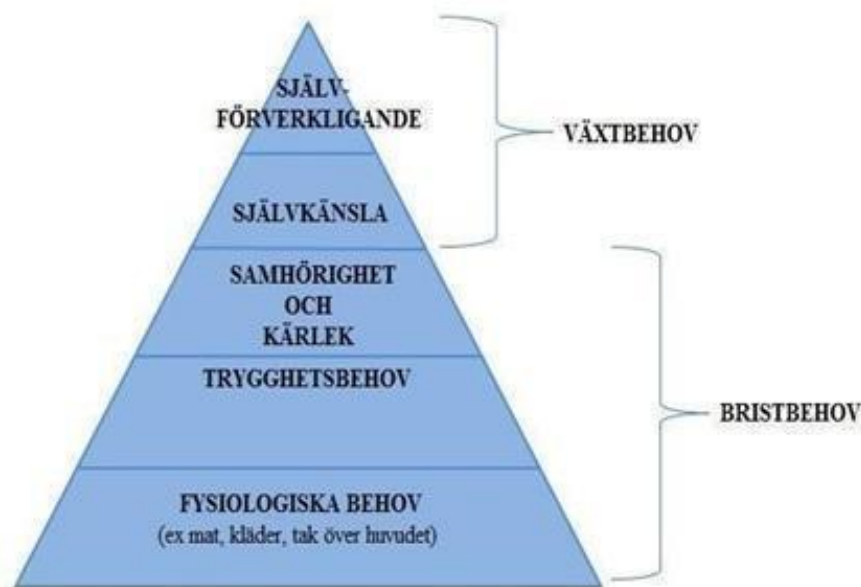 SJÄLV-
FÖRVERKLIGANDE
VÄXTBEHOV
SJÄLVKÄNSLA
SAMHÖRIGHET
OCH
KÄRLEK
TRYGGHETSBEHOV
BRISTBEHOV
FYSIOLOGISKA BEHOV
(ex mat, kläder, tak över huvudet)